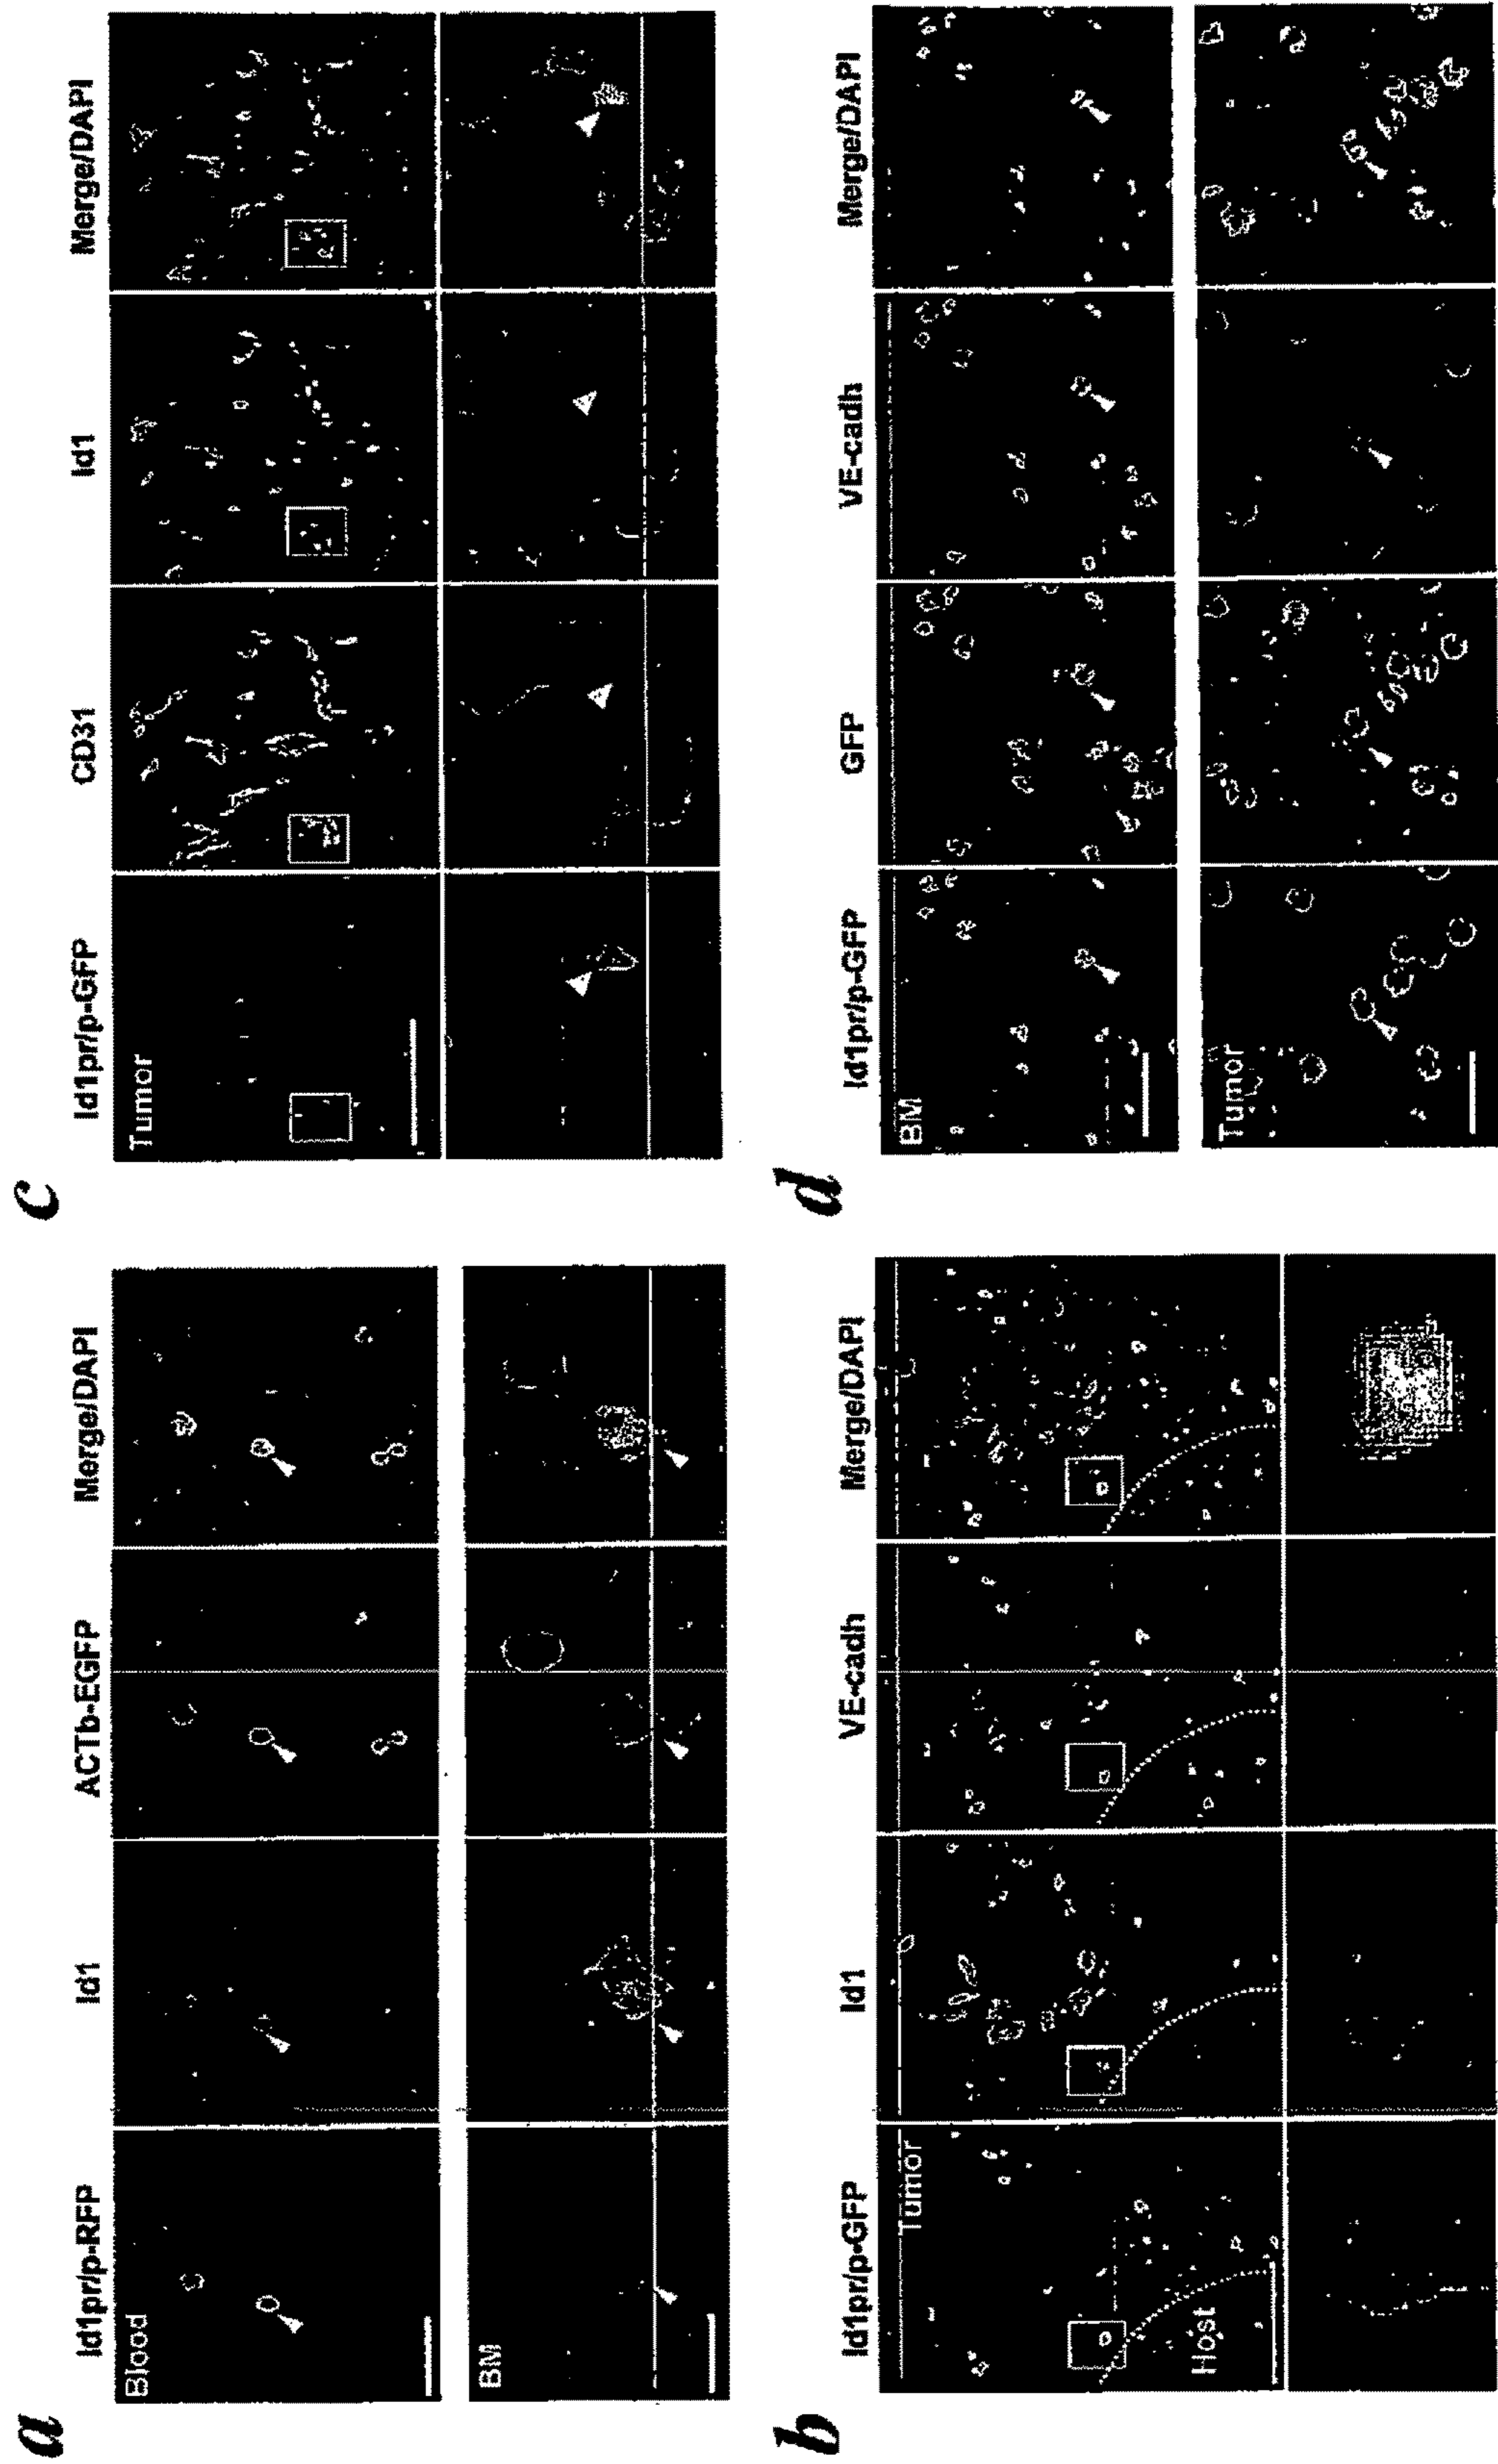 a
Id1pr/p-RFP Id1 ACTb-EGFP Merge/DAPI
Blood
BM
b
Id1pr/p-GFP Id1 VE-cadh Merge/DAPI
Tumor
Host
c
Id1pr/p-GFP CD31 Id1 Merge/DAPI
Tumor
d
Id1pr/p-GFP GFP VE-cadh Merge/DAPI
BM
Tumor